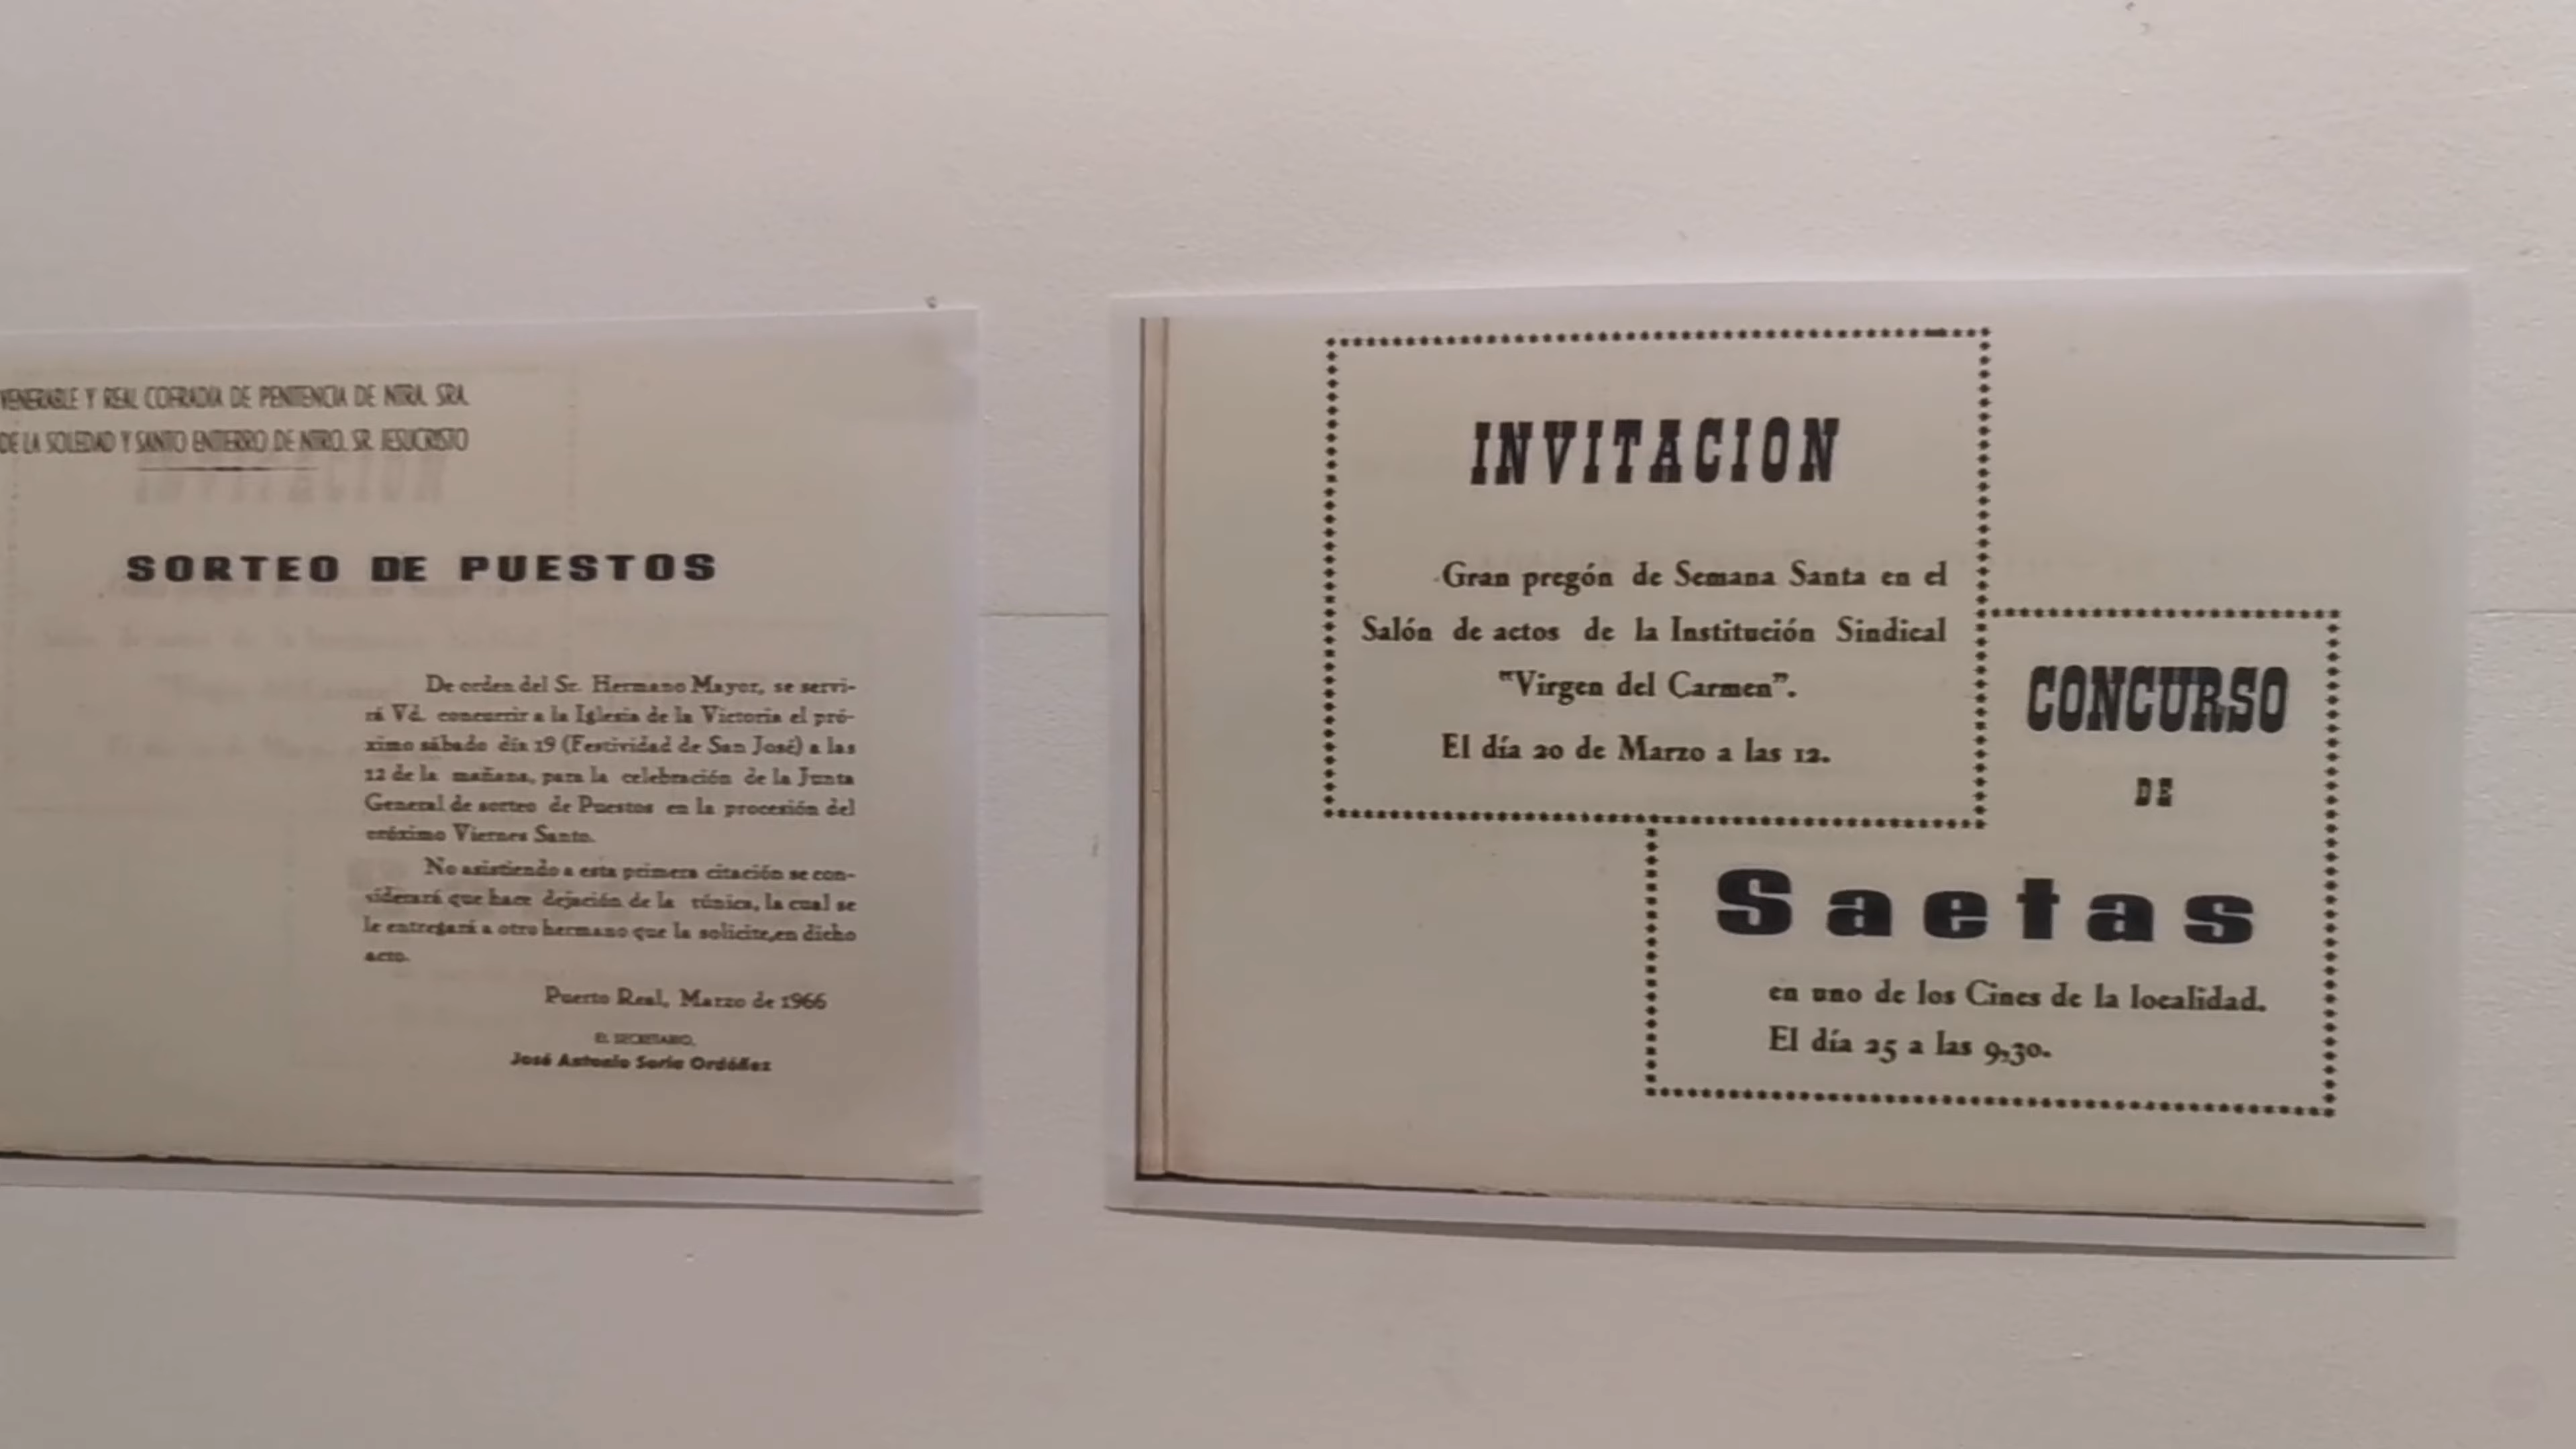 VENERABLE Y REAL COFRADIA DE PENITENCIA DE NTRA. SRA.
DE LA SOLEDAD Y SANTO ENTIERRO DE NTRO. SR. JESUCRISTO
SORTEO DE PUESTOS
De orden del Sr. Hermano Mayor, se servi-
rá Vd. concurrir a la Iglesia de la Victoria el pró-
ximo sábado día 19 (Festividad de San José) a las
12 de la mañana, para la celebración de la Junta
General de sorteo de Puestos en la procesión del
próximo Viernes Santo.
No asistiendo a esta primera citación se con-
siderará que hace dejación de la túnica, la cual se
le entregará a otro hermano que la solicite,en dicho
acto.
Puerto Real, Marzo de 1966
EL SECRETARIO,
José Antonio Soria Ordóñez
INVITACION
Gran pregón de Semana Santa en el
Salón de actos de la Institución Sindical
"Virgen del Carmen".
El día 20 de Marzo a las 12.
CONCURSO
DE
Saetas
en uno de los Cines de la localidad.
El día 25 a las 9,30.